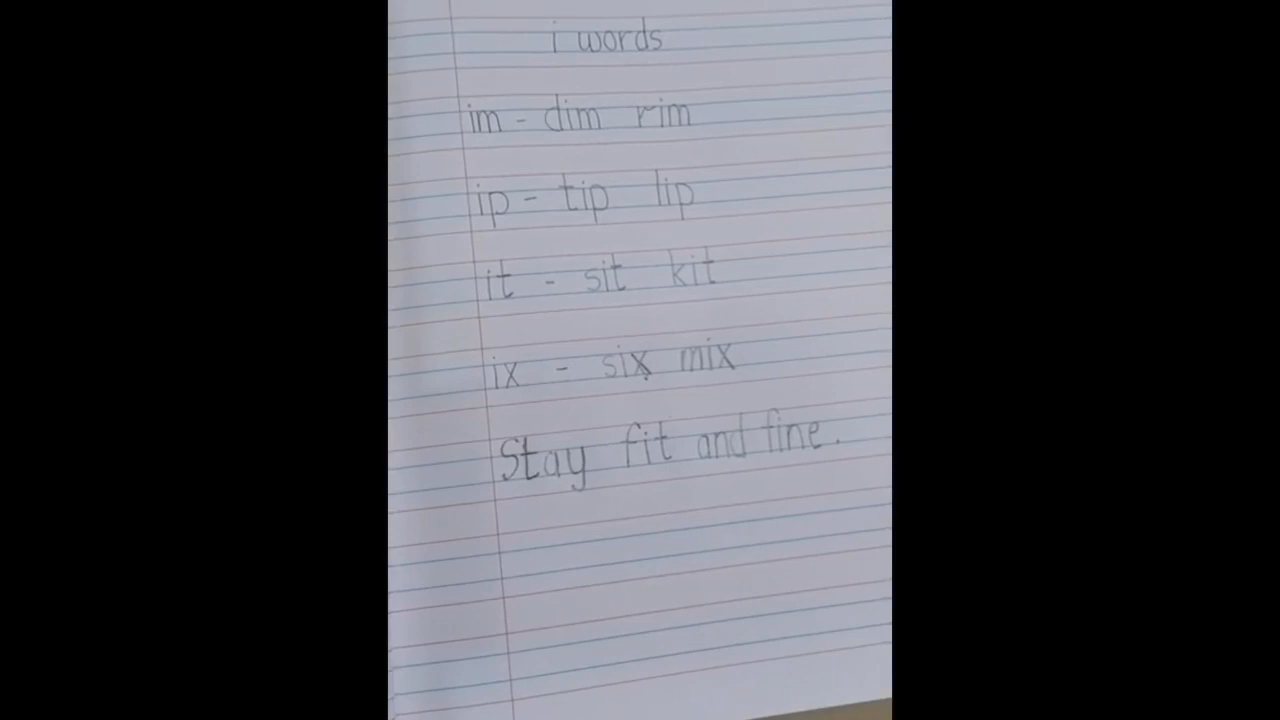 i words
im - dim rim
ip - tip lip
it - sit kit
ix - six mix
Stay fit and fine.